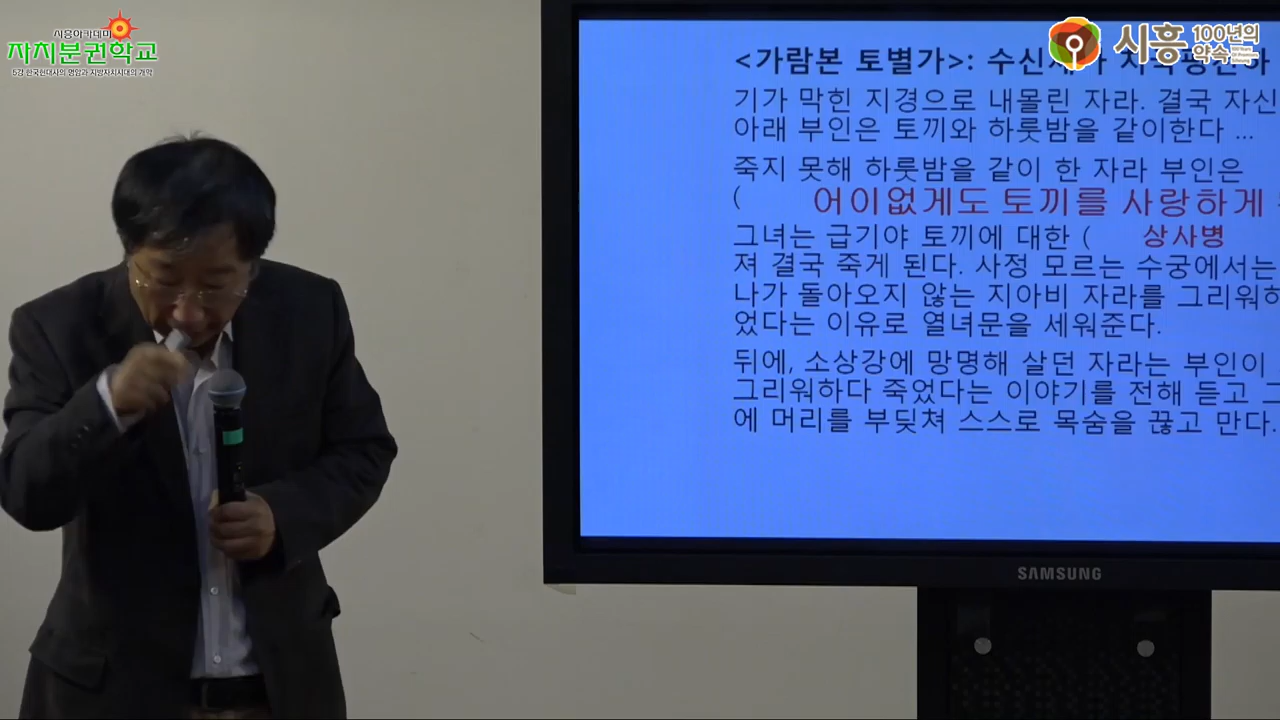 시흥아카데미
자치분권학교
5강 한국현대사의 명암과 지방자치시대의 개막
시흥 100년의 약속
<가람본 토별가>: 수신제가
기가 막힌 지경으로 내몰린 자라. 결국 자신
아래 부인은 토끼와 하룻밤을 같이한다 ...
죽지 못해 하룻밤을 같이 한 자라 부인은
( 어이없게도 토끼를 사랑하게
그녀는 급기야 토끼에 대한 ( 상사병
져 결국 죽게 된다. 사정 모르는 수궁에서는
나가 돌아오지 않는 지아비 자라를 그리워하
었다는 이유로 열녀문을 세워준다.
뒤에, 소상강에 망명해 살던 자라는 부인이
그리워하다 죽었다는 이야기를 전해 듣고 그
에 머리를 부딪쳐 스스로 목숨을 끊고 만다.
SAMSUNG